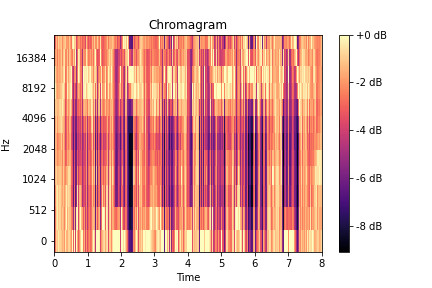 Chromagram
Hz
16384
8192
4096
2048
1024
512
0
0 1 2 3 4 5 6 7 8
Time
+0 dB
-2 dB
-4 dB
-6 dB
-8 dB